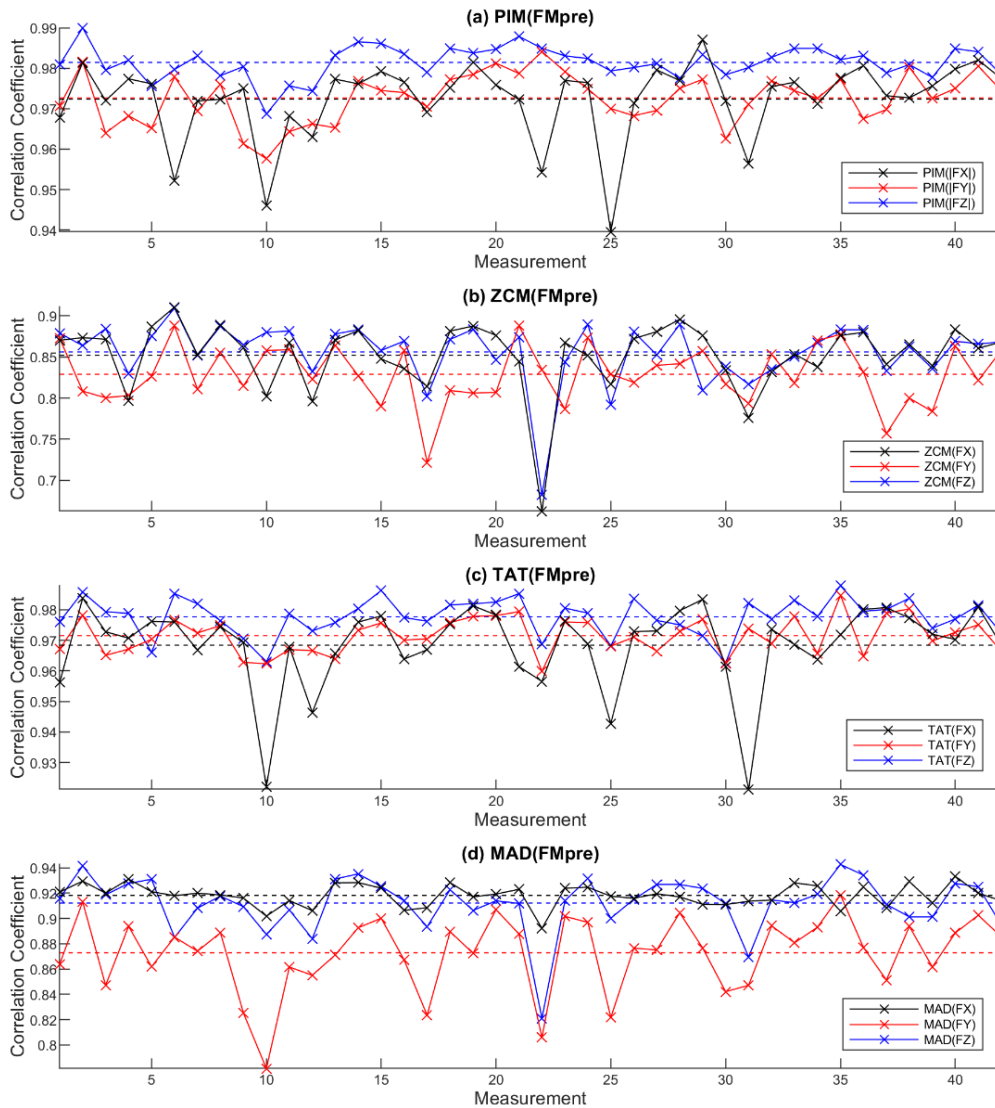 (a) PIM(FMpre)
Correlation Coefficient
0.99
0.98
0.97
0.96
0.95
0.94
5 10 15 20 25 30 35 40
Measurement
PIM(|FX|)
PIM(|FY|)
PIM(|FZ|)
(b) ZCM(FMpre)
Correlation Coefficient
0.9
0.85
0.8
0.75
0.7
5 10 15 20 25 30 35 40
Measurement
ZCM(FX)
ZCM(FY)
ZCM(FZ)
(c) TAT(FMpre)
Correlation Coefficient
0.98
0.97
0.96
0.95
0.94
0.93
5 10 15 20 25 30 35 40
Measurement
TAT(FX)
TAT(FY)
TAT(FZ)
(d) MAD(FMpre)
Correlation Coefficient
0.94
0.92
0.9
0.88
0.86
0.84
0.82
0.8
5 10 15 20 25 30 35 40
Measurement
MAD(FX)
MAD(FY)
MAD(FZ)